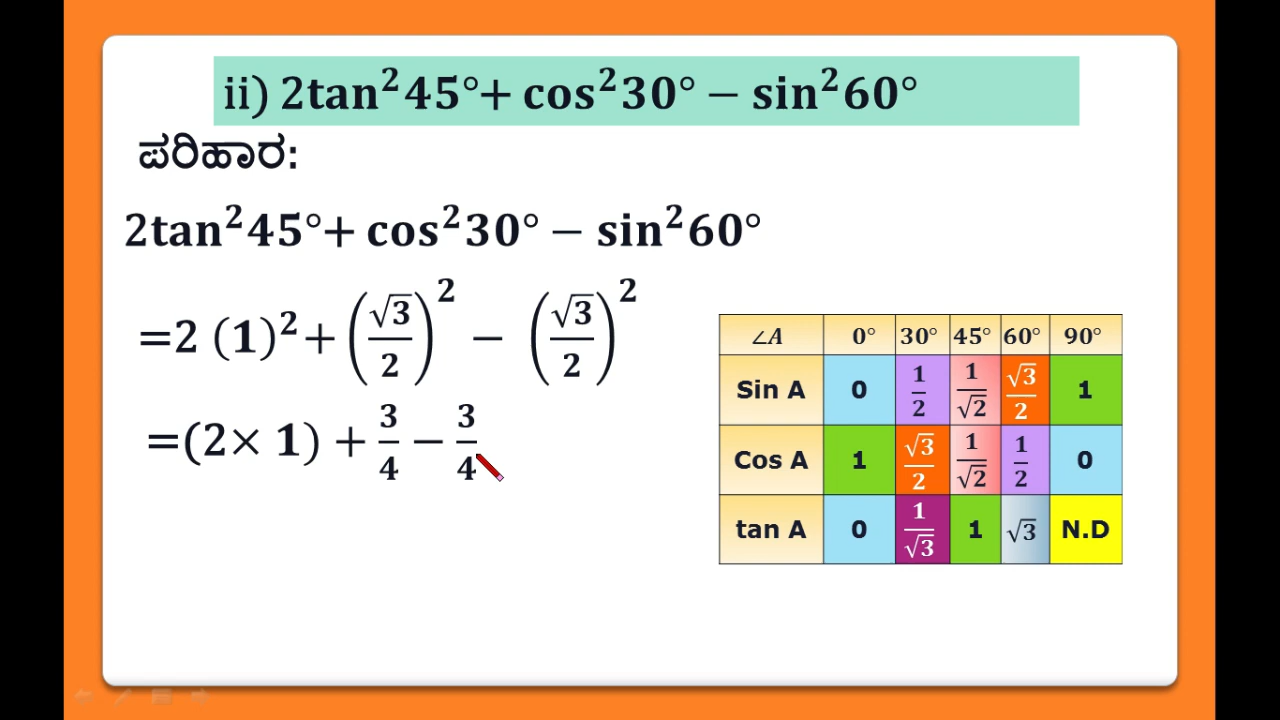 ii) 2tan²45°+ cos²30° − sin²60°
ಪರಿಹಾರ:
2tan²45°+ cos²30° − sin²60°
=2 (1)²+(√3/2)² − (√3/2)²
=(2× 1) + 3/4 − 3/4
∠A 0° 30° 45° 60° 90°
Sin A 0 1/2 1/√2 √3/2 1
Cos A 1 √3/2 1/√2 1/2 0
tan A 0 1/√3 1 √3 N.D